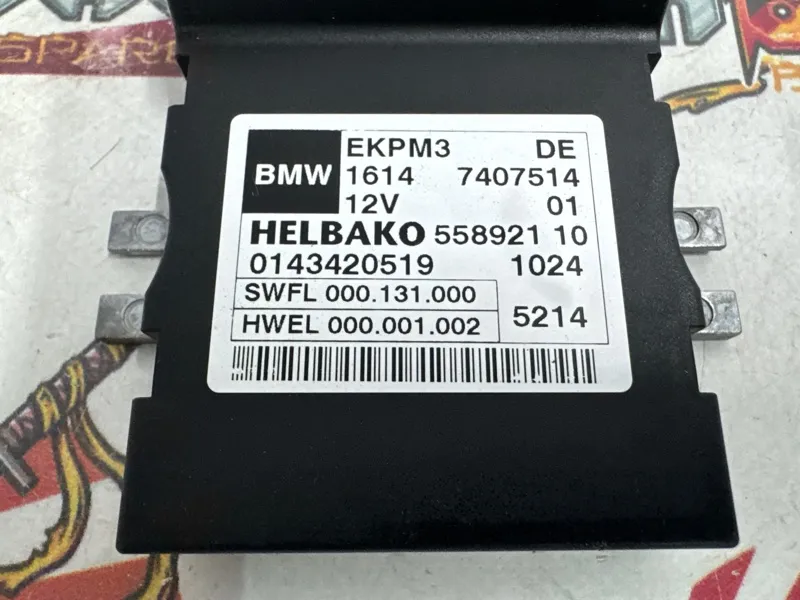 SPARE
BMW
EKPM3 DE
1614 7407514
12V 01
HELBAKO 558921 10
0143420519 1024
SWFL 000.131.000
HWEL 000.001.002
5214